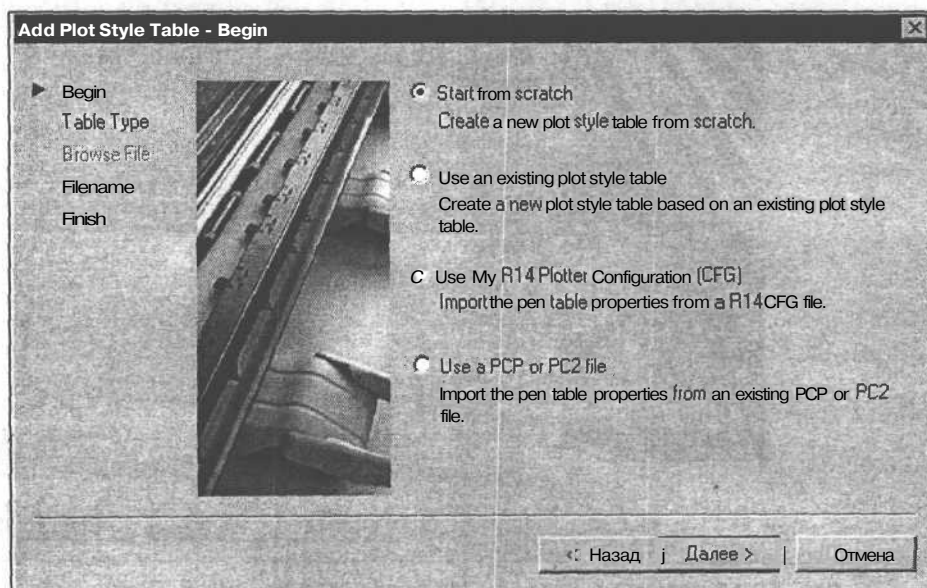 Add Plot Style Table - Begin
Begin
Table Type
Browse File
Filename
Finish
Start from scratch
Create a new plot style table from scratch.
Use an existing plot style table
Create a new plot style table based on an existing plot style
table.
C Use My R14 Plotter Configuration (CFG)
Import the pen table properties from a R14 CFG file.
Use a PCP or PC2 file
Import the pen table properties from an existing PCP or PC2
file.
< Назад j Далее > | Отмена